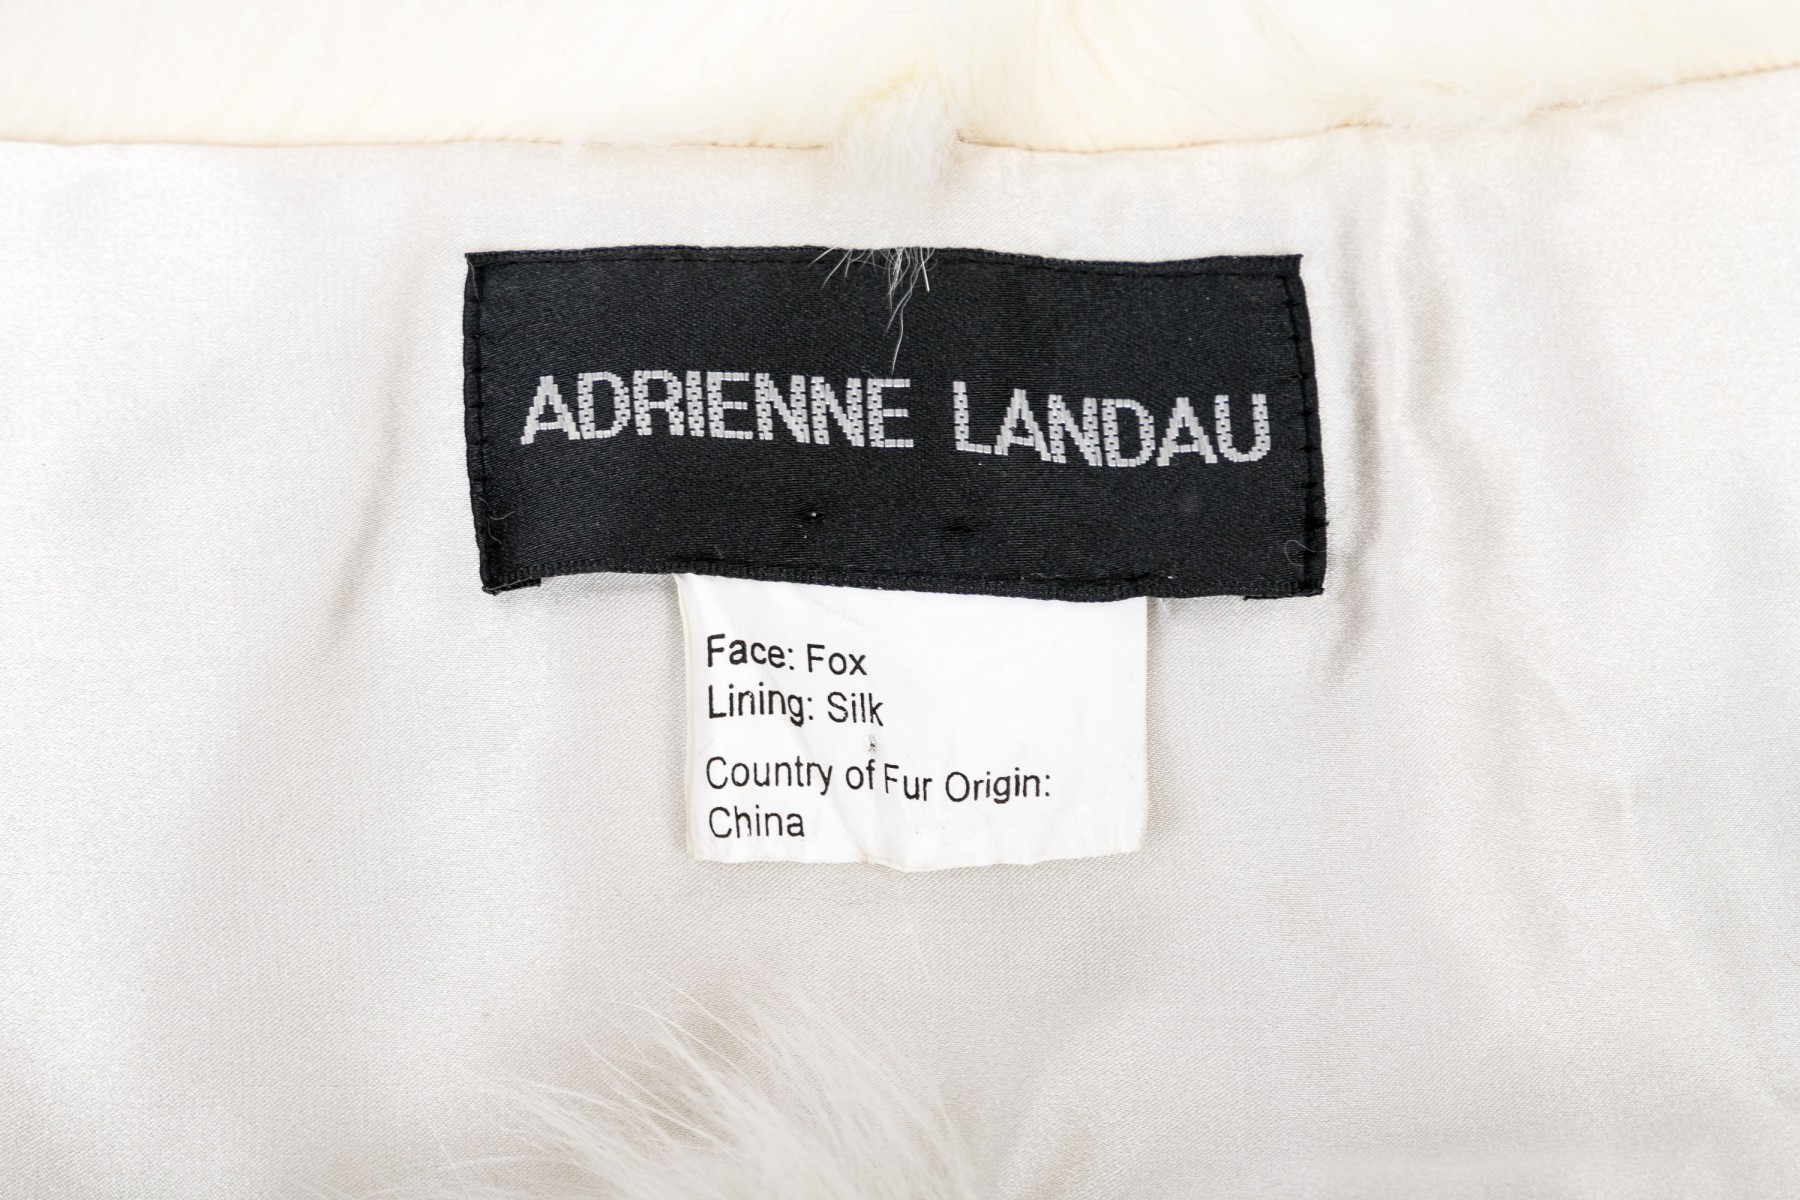 ADRIENNE LANDAU
Face: Fox
Lining: Silk
Country of Fur Origin:
China